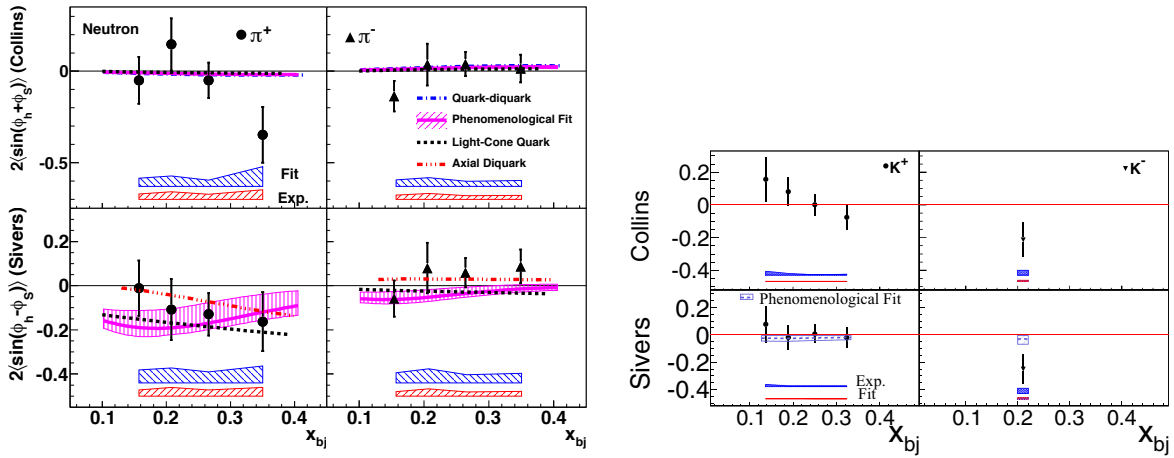 Neutron
π+
π-
2⟨sin(ϕh+ϕS)⟩ (Collins)
0
-0.5
Quark-diquark
Phenomenological Fit
Light-Cone Quark
Axial Diquark
Fit
Exp.
2⟨sin(ϕh-ϕS)⟩ (Sivers)
0.2
0
-0.2
-0.4
0.1 0.2 0.3 0.4 0.1 0.2 0.3 0.4
xbj xbj
K+
K-
Collins
0.2
0
-0.2
-0.4
Phenomenological Fit
Sivers
0.2
0
-0.2
-0.4
Exp.
Fit
0.1 0.2 0.3 0.4 0.1 0.2 0.3 0.4
xbj xbj